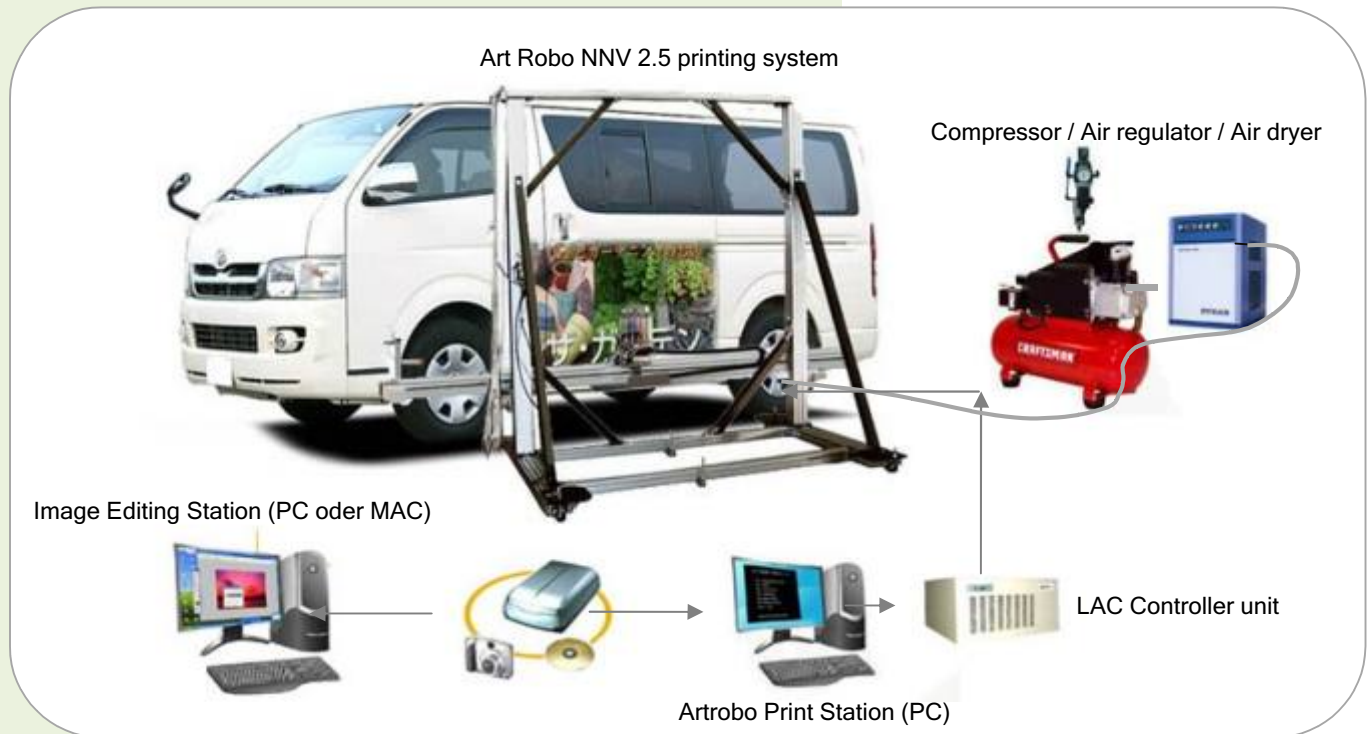 Art Robo NNV 2.5 printing system
Compressor / Air regulator / Air dryer
CRAFTSMAN
ザ・ガーデン
Image Editing Station (PC oder MAC)
LAC Controller unit
Artrobo Print Station (PC)